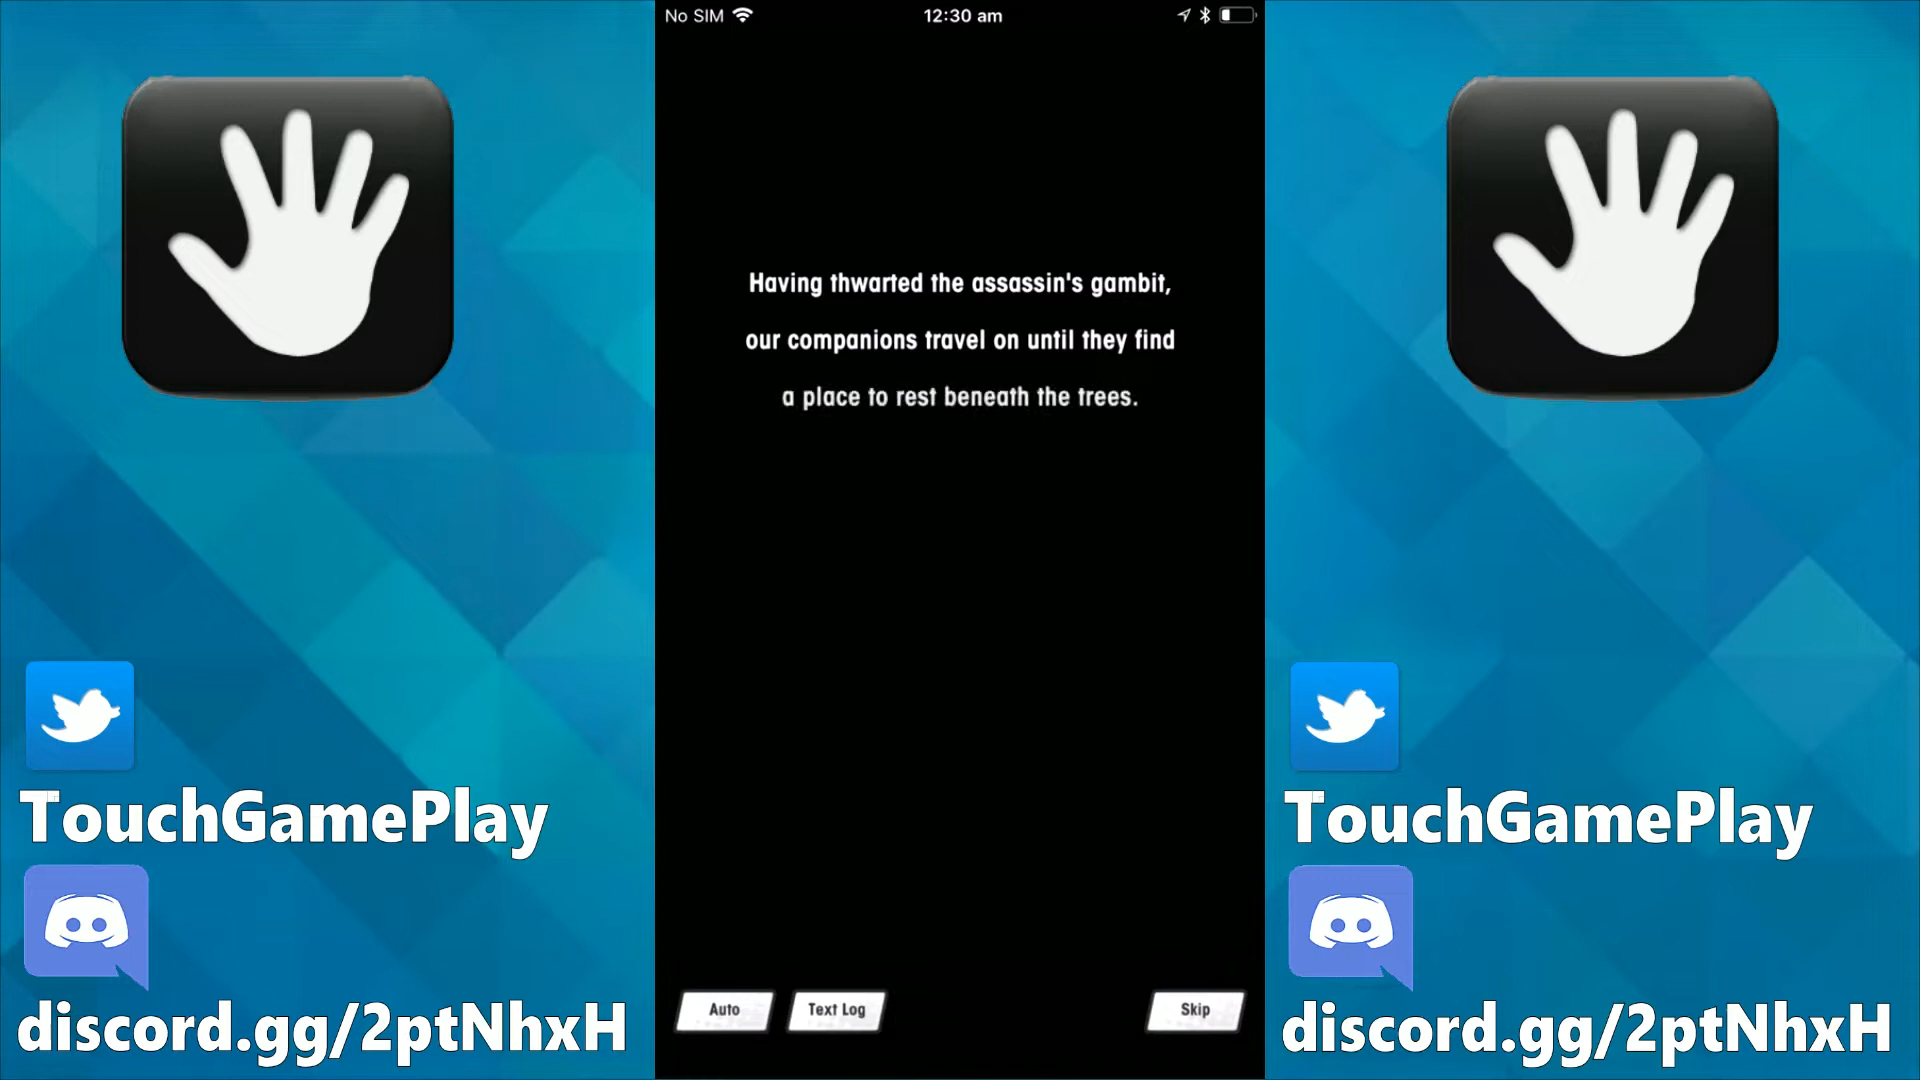 No SIM
12:30 am
Having thwarted the assassin's gambit,
our companions travel on until they find
a place to rest beneath the trees.
Auto
Text Log
Skip
TouchGamePlay
discord.gg/2ptNhxH
TouchGamePlay
discord.gg/2ptNhxH